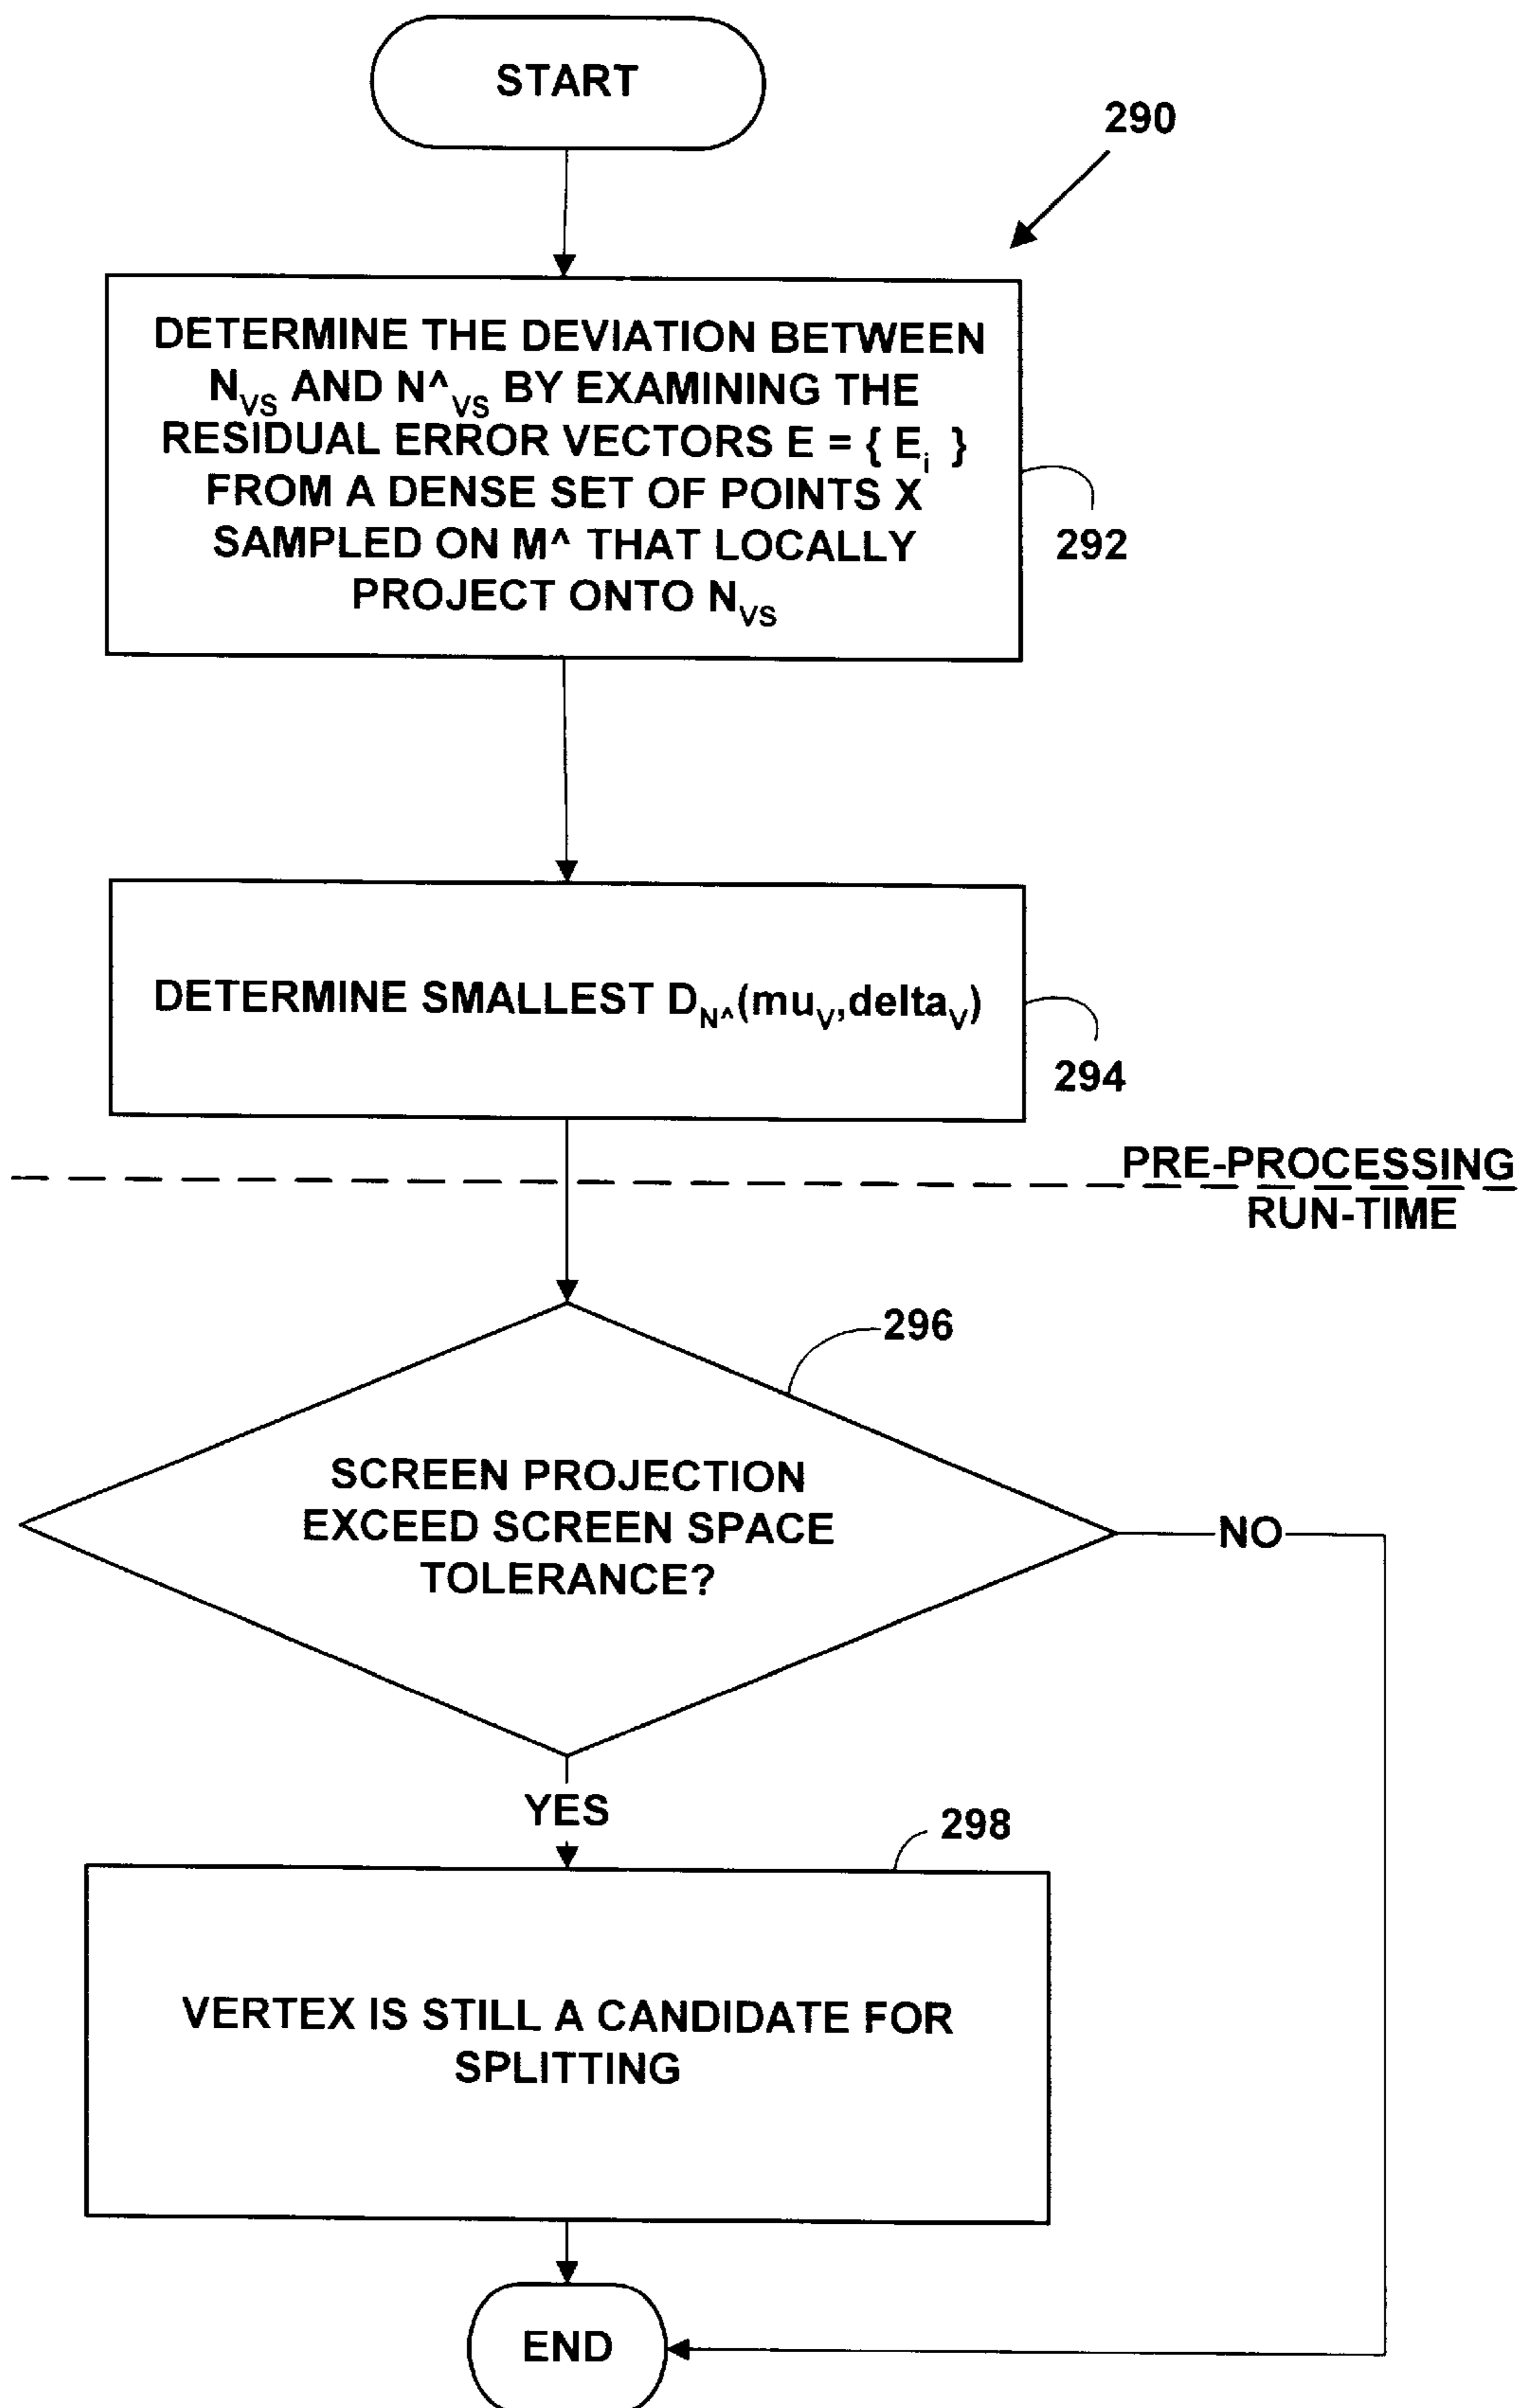 START
290
DETERMINE THE DEVIATION BETWEEN
N_VS AND N^_VS BY EXAMINING THE
RESIDUAL ERROR VECTORS E = { E_i }
FROM A DENSE SET OF POINTS X
SAMPLED ON M^ THAT LOCALLY
PROJECT ONTO N_VS
292
DETERMINE SMALLEST D_N^(mu_V,delta_V)
294
PRE-PROCESSING
RUN-TIME
296
SCREEN PROJECTION
EXCEED SCREEN SPACE
TOLERANCE?
NO
YES
298
VERTEX IS STILL A CANDIDATE FOR
SPLITTING
END